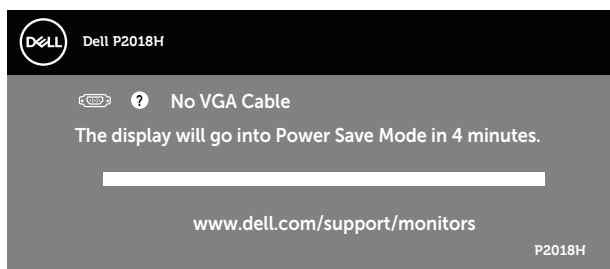 DELL
Dell P2018H
? No VGA Cable
The display will go into Power Save Mode in 4 minutes.
www.dell.com/support/monitors
P2018H